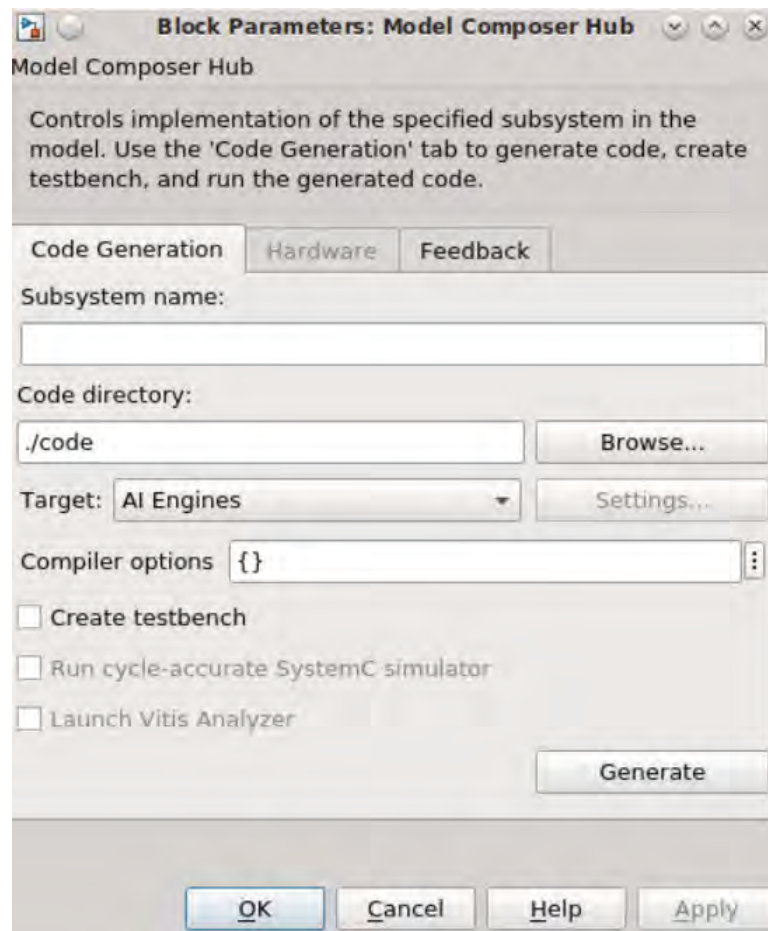 Block Parameters: Model Composer Hub
Model Composer Hub
Controls implementation of the specified subsystem in the
model. Use the 'Code Generation' tab to generate code, create
testbench, and run the generated code.
Code Generation Hardware Feedback
Subsystem name:
Code directory:
./code Browse...
Target: AI Engines Settings...
Compiler options {}
Create testbench
Run cycle-accurate SystemC simulator
Launch Vitis Analyzer
Generate
OK Cancel Help Apply